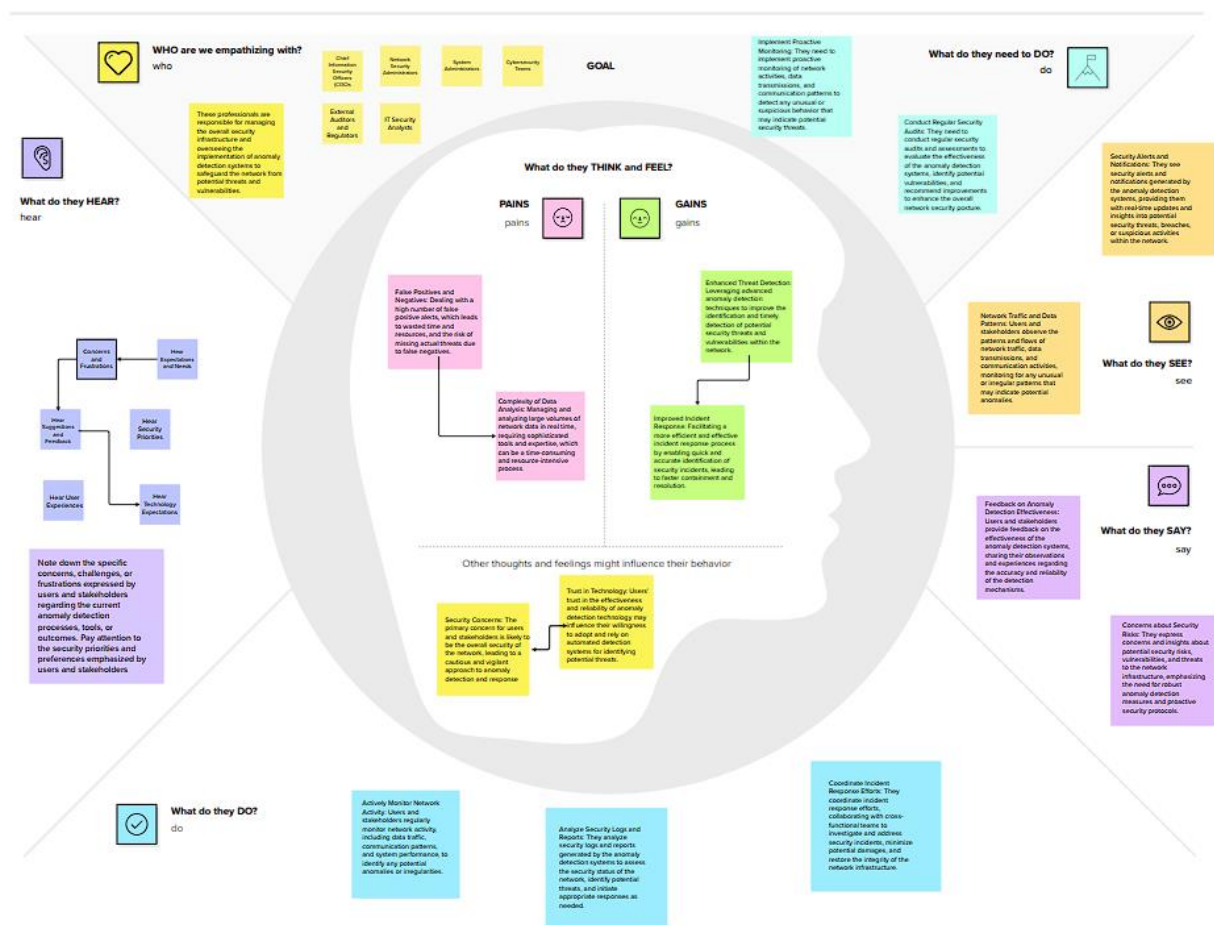 WHO are we empathizing with?
who
Chief
Information
Security
Officers
(CISOs
Network
Security
Administrators
System
Administrators
Cybersecurity
Teams
External
Auditors
and
Regulators
IT Security
Analysts
GOAL
These professionals are
responsible for managing
the overall security
infrastructure and
overseeing the
implementation of anomaly
detection systems to
safeguard the network from
potential threats and
vulnerabilities.
What do they need to DO?
do
Implement Proactive
Monitoring: They need to
implement proactive
monitoring of network
activities, data
transmissions, and
communication patterns to
detect any unusual or
suspicious behavior that
may indicate potential
security threats.
Conduct Regular Security
Audits: They need to
conduct regular security
audits and assessments to
evaluate the effectiveness
of the anomaly detection
systems, identify potential
vulnerabilities, and
recommend improvements
to enhance the overall
network security posture.
What do they HEAR?
hear
Concerns
and
Frustrations
Hear
Expectations
and Needs
Hear
Suggestions
and
Feedback
Hear
Security
Priorities
Hear User
Experiences
Hear
Technology
Expectations
Note down the specific
concerns, challenges, or
frustrations expressed by
users and stakeholders
regarding the current
anomaly detection
processes, tools, or
outcomes. Pay attention to
the security priorities and
preferences emphasized by
users and stakeholders
What do they THINK and FEEL?
PAINS
pains
GAINS
gains
False Positives and
Negatives: Dealing with a
high number of false
positive alerts, which leads
to wasted time and
resources, and the risk of
missing actual threats due
to false negatives.
Complexity of Data
Analysis: Managing and
analyzing large volumes of
network data in real time,
requiring sophisticated
tools and expertise, which
can be a time-consuming
and resource-intensive
process.
Enhanced Threat Detection:
Leveraging advanced
anomaly detection
techniques to improve the
identification and timely
detection of potential
security threats and
vulnerabilities within the
network.
Improved Incident
Response: Facilitating a
more efficient and effective
incident response process
by enabling quick and
accurate identification of
security incidents, leading
to faster containment and
resolution.
Other thoughts and feelings might influence their behavior
Security Concerns: The
primary concern for users
and stakeholders is likely to
be the overall security of
the network, leading to a
cautious and vigilant
approach to anomaly
detection and response
Trust in Technology: Users'
trust in the effectiveness
and reliability of anomaly
detection technology may
influence their willingness
to adopt and rely on
automated detection
systems for identifying
potential threats.
Security Alerts and
Notifications: They see
security alerts and
notifications generated by
the anomaly detection
systems, providing them
with real-time updates and
insights into potential
security threats, breaches,
or suspicious activities
within the network.
Network Traffic and Data
Patterns: Users and
stakeholders observe the
patterns and flows of
network traffic, data
transmissions, and
communication activities,
monitoring for any unusual
or irregular patterns that
may indicate potential
anomalies.
What do they SEE?
see
Feedback on Anomaly
Detection Effectiveness:
Users and stakeholders
provide feedback on the
effectiveness of the
anomaly detection systems,
sharing their observations
and experiences regarding
the accuracy and reliability
of the detection
mechanisms.
What do they SAY?
say
Concerns about Security
Risks: They express
concerns and insights about
potential security risks,
vulnerabilities, and threats
to the network
infrastructure, emphasizing
the need for robust
anomaly detection
measures and proactive
security protocols.
What do they DO?
do
Actively Monitor Network
Activity: Users and
stakeholders regularly
monitor network activity,
including data traffic,
communication patterns,
and system performance, to
identify any potential
anomalies or irregularities.
Analyze Security Logs and
Reports: They analyze
security logs and reports
generated by the anomaly
detection systems to assess
the security status of the
network, identify potential
threats, and initiate
appropriate responses as
needed.
Coordinate Incident
Response Efforts: They
coordinate incident
response efforts,
collaborating with cross-
functional teams to
investigate and address
security incidents, minimize
potential damages, and
restore the integrity of the
network infrastructure.